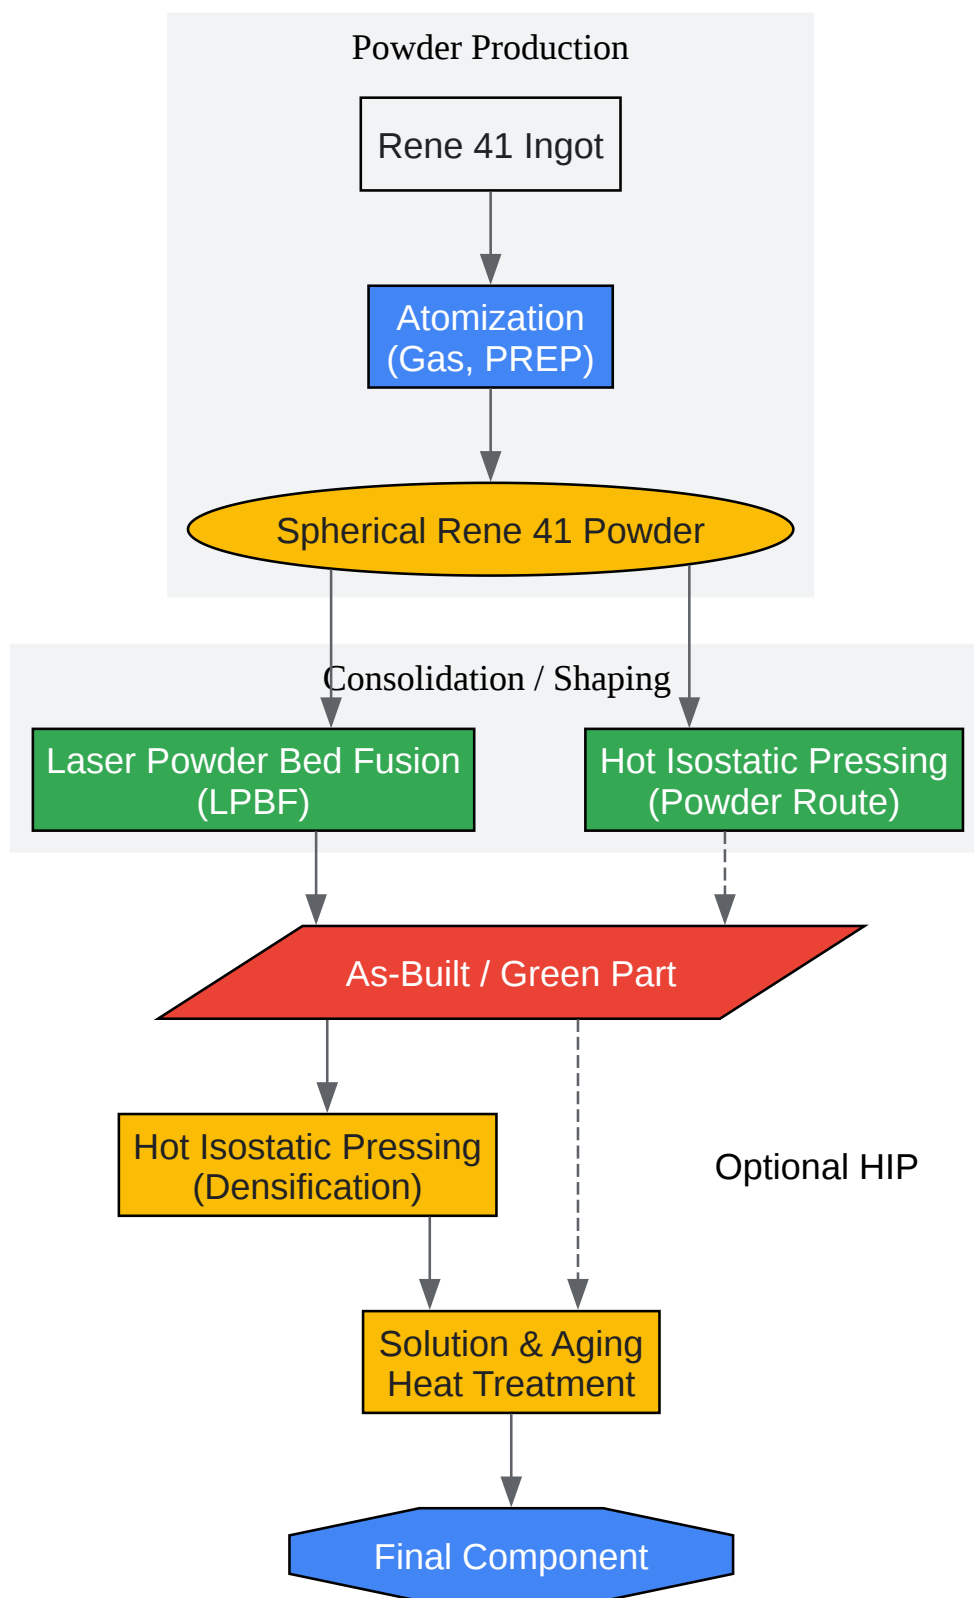 Powder Production
Rene 41 Ingot
Atomization
(Gas, PREP)
Spherical Rene 41 Powder
Consolidation / Shaping
Laser Powder Bed Fusion
(LPBF)
Hot Isostatic Pressing
(Powder Route)
As-Built / Green Part
Hot Isostatic Pressing
(Densification)
Optional HIP
Solution & Aging
Heat Treatment
Final Component